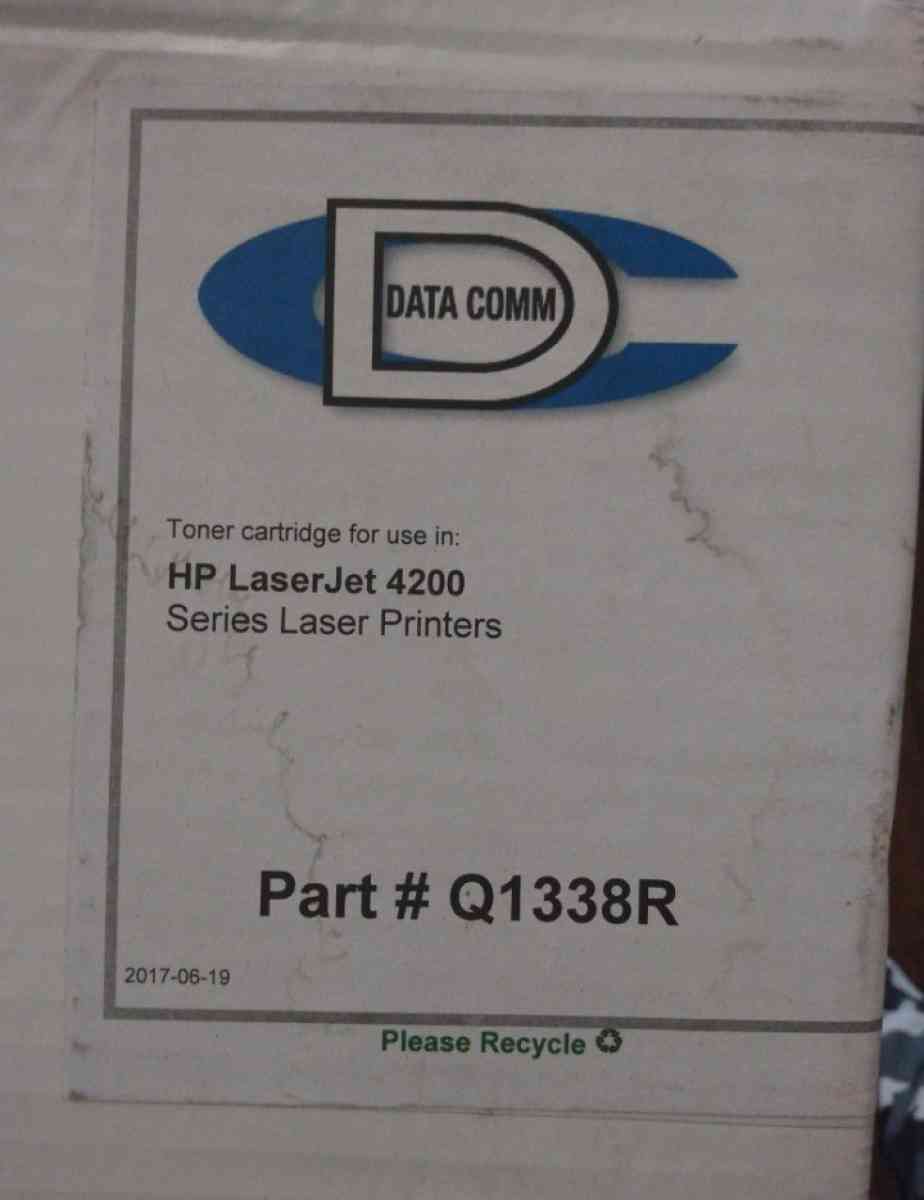 DATA COMM
Toner cartridge for use in:
HP LaserJet 4200
Series Laser Printers
Part # Q1338R
2017-06-19
Please Recycle